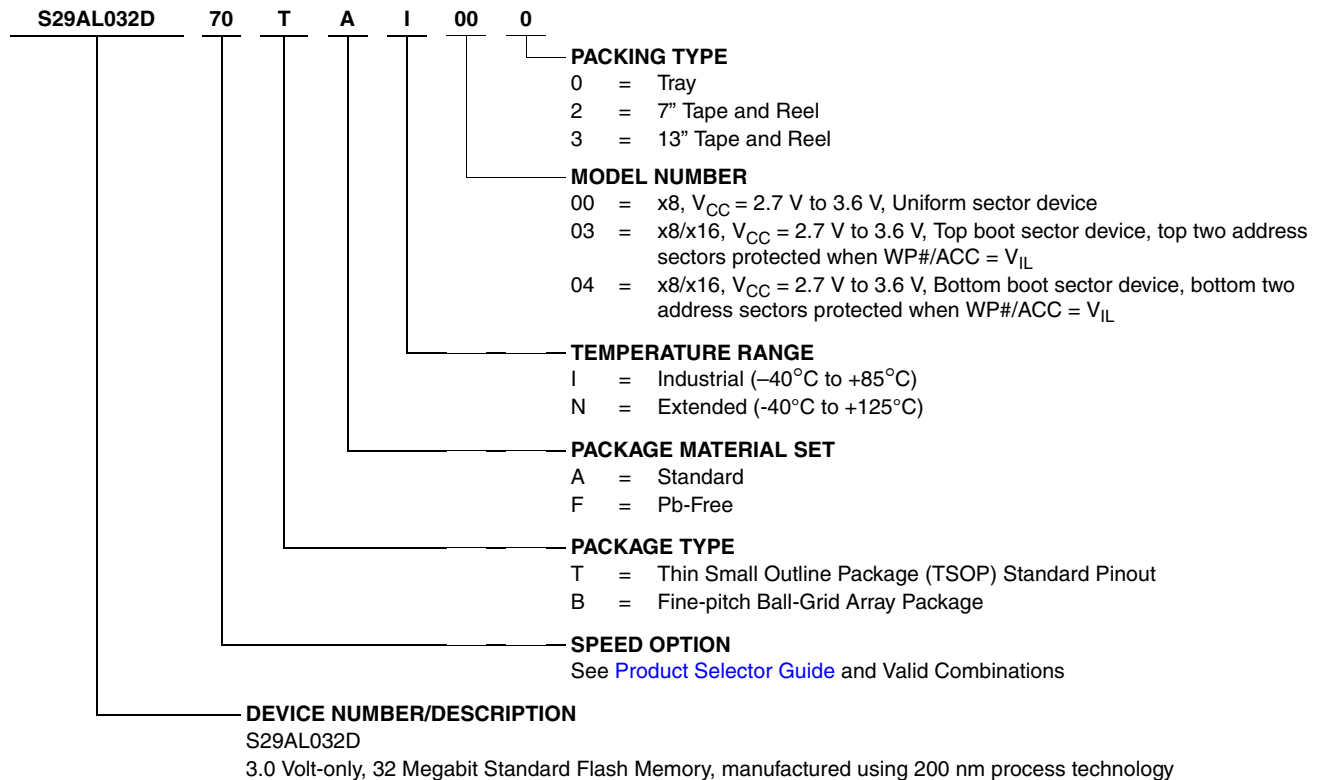 S29AL032D 70 T A I 00 0
PACKING TYPE
0 = Tray
2 = 7” Tape and Reel
3 = 13” Tape and Reel
MODEL NUMBER
00 = x8, VCC = 2.7 V to 3.6 V, Uniform sector device
03 = x8/x16, VCC = 2.7 V to 3.6 V, Top boot sector device, top two address
sectors protected when WP#/ACC = VIL
04 = x8/x16, VCC = 2.7 V to 3.6 V, Bottom boot sector device, bottom two
address sectors protected when WP#/ACC = VIL
TEMPERATURE RANGE
I = Industrial (–40°C to +85°C)
N = Extended (-40°C to +125°C)
PACKAGE MATERIAL SET
A = Standard
F = Pb-Free
PACKAGE TYPE
T = Thin Small Outline Package (TSOP) Standard Pinout
B = Fine-pitch Ball-Grid Array Package
SPEED OPTION
See Product Selector Guide and Valid Combinations
DEVICE NUMBER/DESCRIPTION
S29AL032D
3.0 Volt-only, 32 Megabit Standard Flash Memory, manufactured using 200 nm process technology